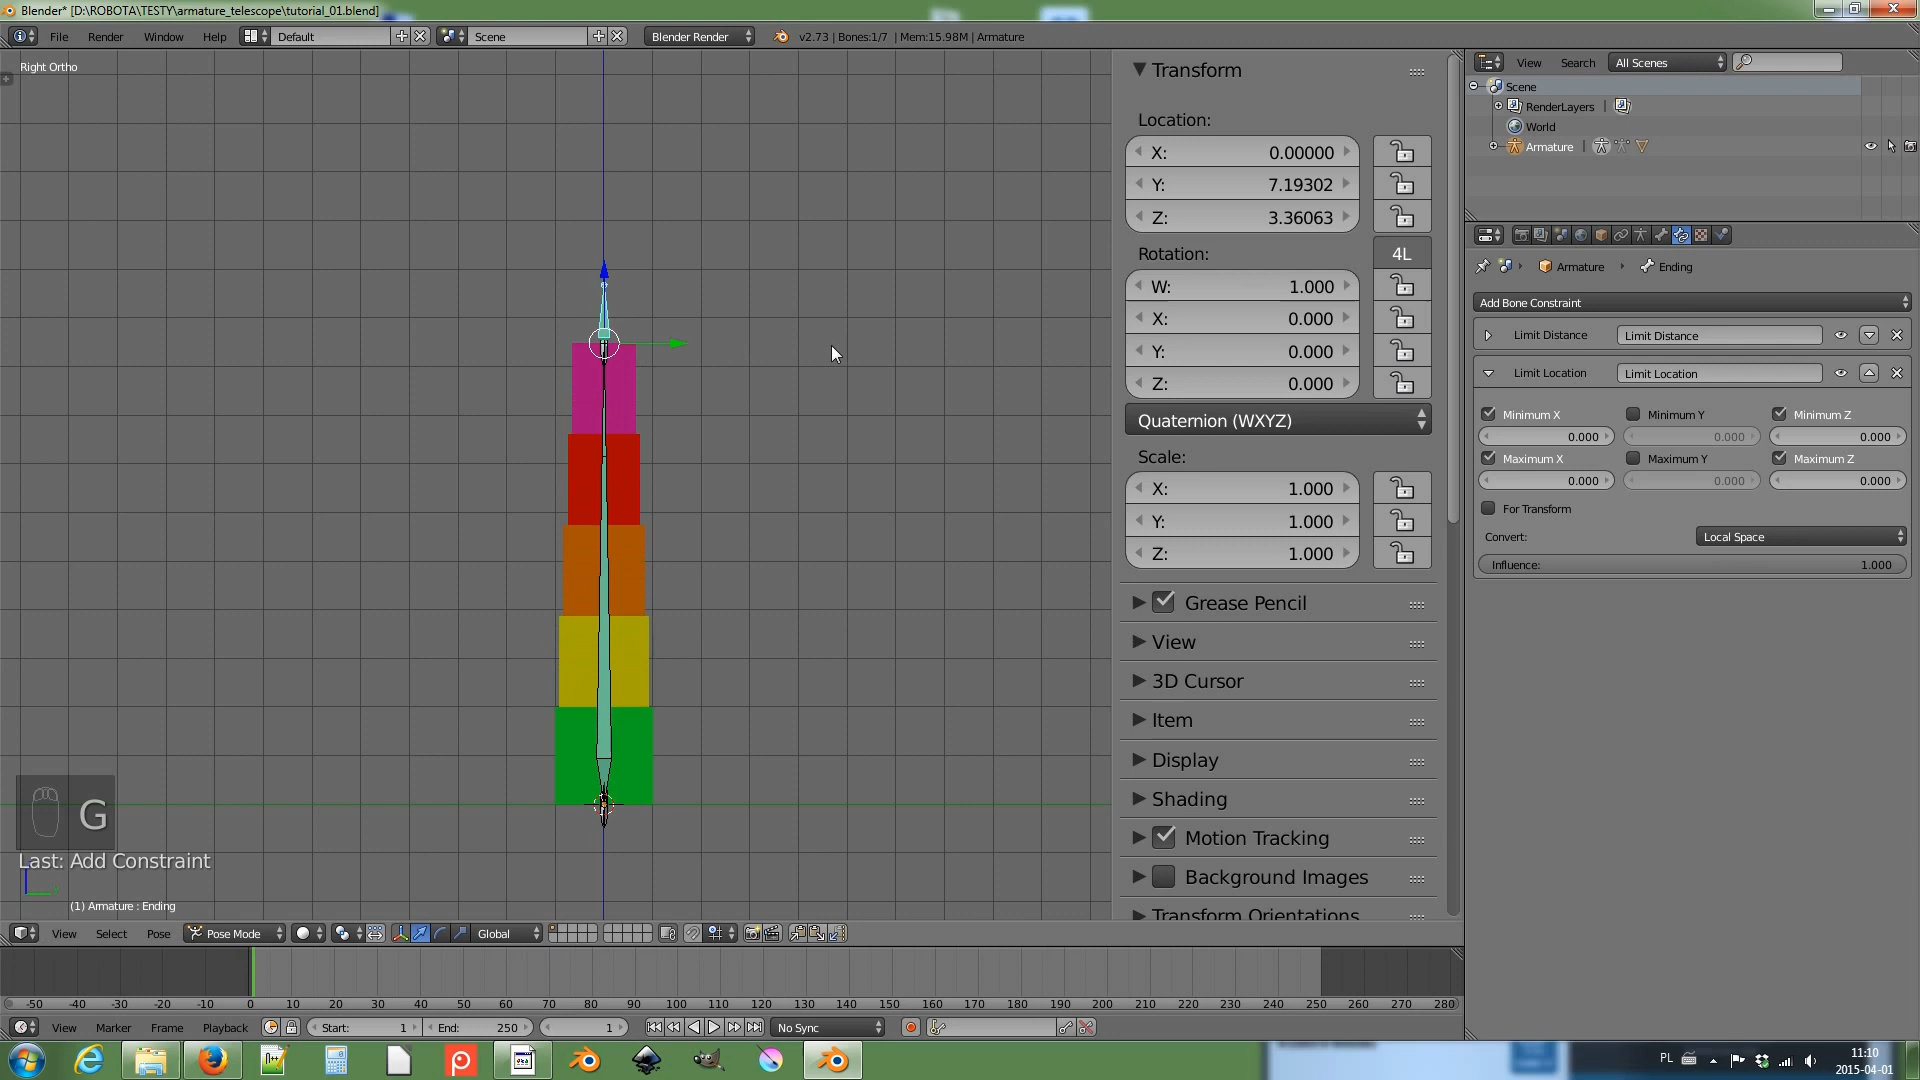 Blender* [D:\ROBOTA\TESTY\armature_telescope\tutorial_01.blend]
File Render Window Help Default Scene Blender Render v2.73 | Bones:1/7 | Mem:15.98M | Armature
Right Ortho
Transform
Location:
X: 0.00000
Y: 7.19302
Z: 3.36063
Rotation: 4L
W: 1.000
X: 0.000
Y: 0.000
Z: 0.000
Quaternion (WXYZ)
Scale:
X: 1.000
Y: 1.000
Z: 1.000
Grease Pencil
View
3D Cursor
Item
Display
Shading
Motion Tracking
Background Images
Transform Orientations
View Search All Scenes
Scene
RenderLayers |
World
Armature |
Armature Ending
Add Bone Constraint
Limit Distance Limit Distance
Limit Location Limit Location
Minimum X Minimum Y Minimum Z
0.000 0.000 0.000
Maximum X Maximum Y Maximum Z
0.000 0.000 0.000
For Transform
Convert: Local Space
Influence: 1.000
G
Last: Add Constraint
(1) Armature : Ending
View Select Pose Pose Mode Global
-50 -40 -30 -20 -10 0 10 20 30 40 50 60 70 80 90 100 110 120 130 140 150 160 170 180 190 200 210 220 230 240 250 260 270 280
View Marker Frame Playback Start: 1 End: 250 1 No Sync
PL 11:10
2015-04-01